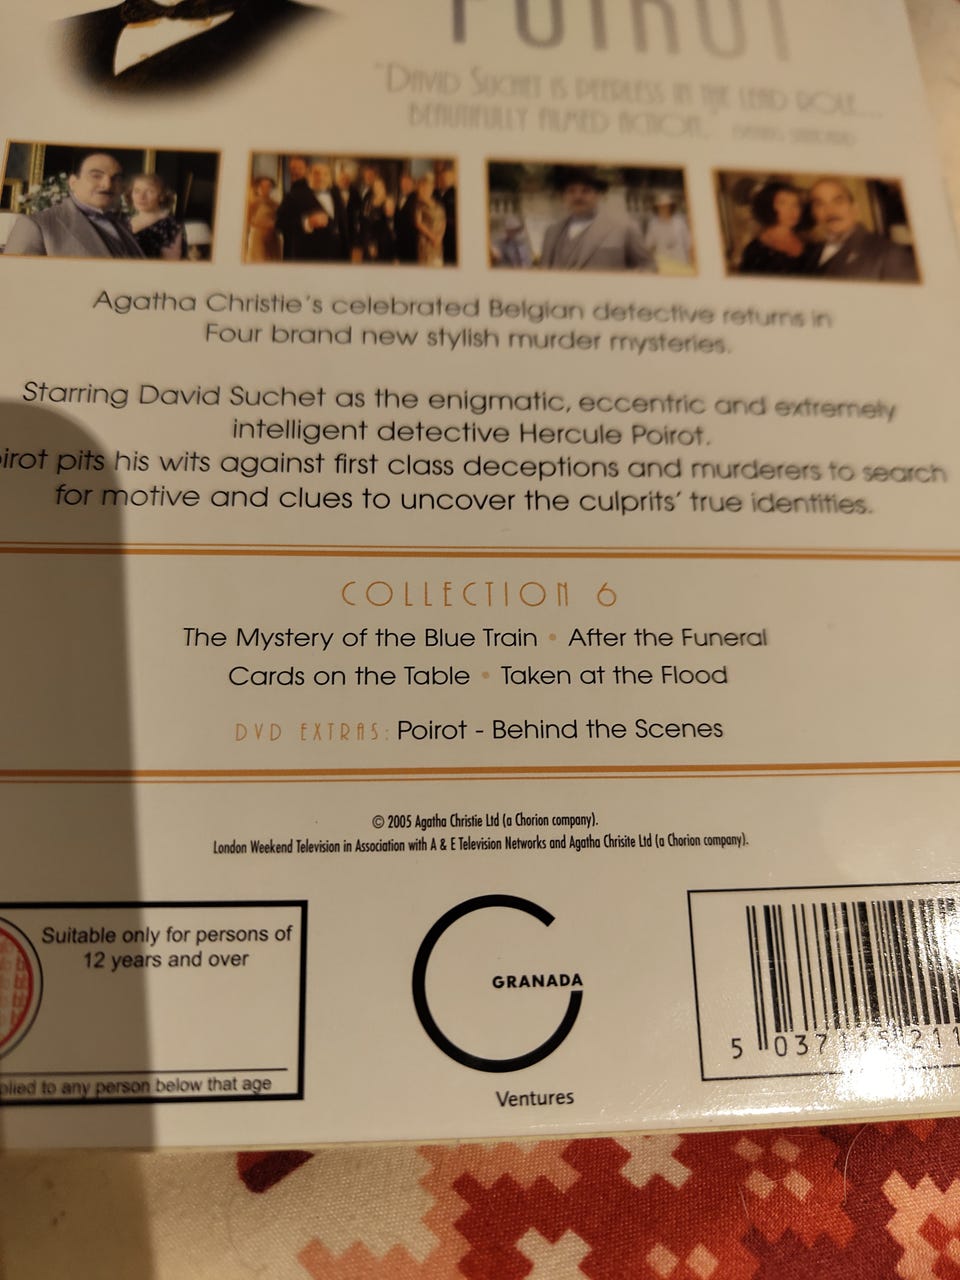 POIROT
"DAVID SUCHET IS PEERLESS IN THE LEAD ROLE...
BEAUTIFULLY FILMED ACTION."
Agatha Christie's celebrated Belgian detective returns in
Four brand new stylish murder mysteries.
Starring David Suchet as the enigmatic, eccentric and extremely
intelligent detective Hercule Poirot.
oirot pits his wits against first class deceptions and murderers to search
for motive and clues to uncover the culprits' true identities.
COLLECTION 6
The Mystery of the Blue Train • After the Funeral
Cards on the Table • Taken at the Flood
DVD EXTRAS: Poirot - Behind the Scenes
© 2005 Agatha Christie Ltd (a Chorion company).
London Weekend Television in Association with A & E Television Networks and Agatha Chrisite Ltd (a Chorion company).
Suitable only for persons of
12 years and over
plied to any person below that age
GRANADA
Ventures
5 037115 211